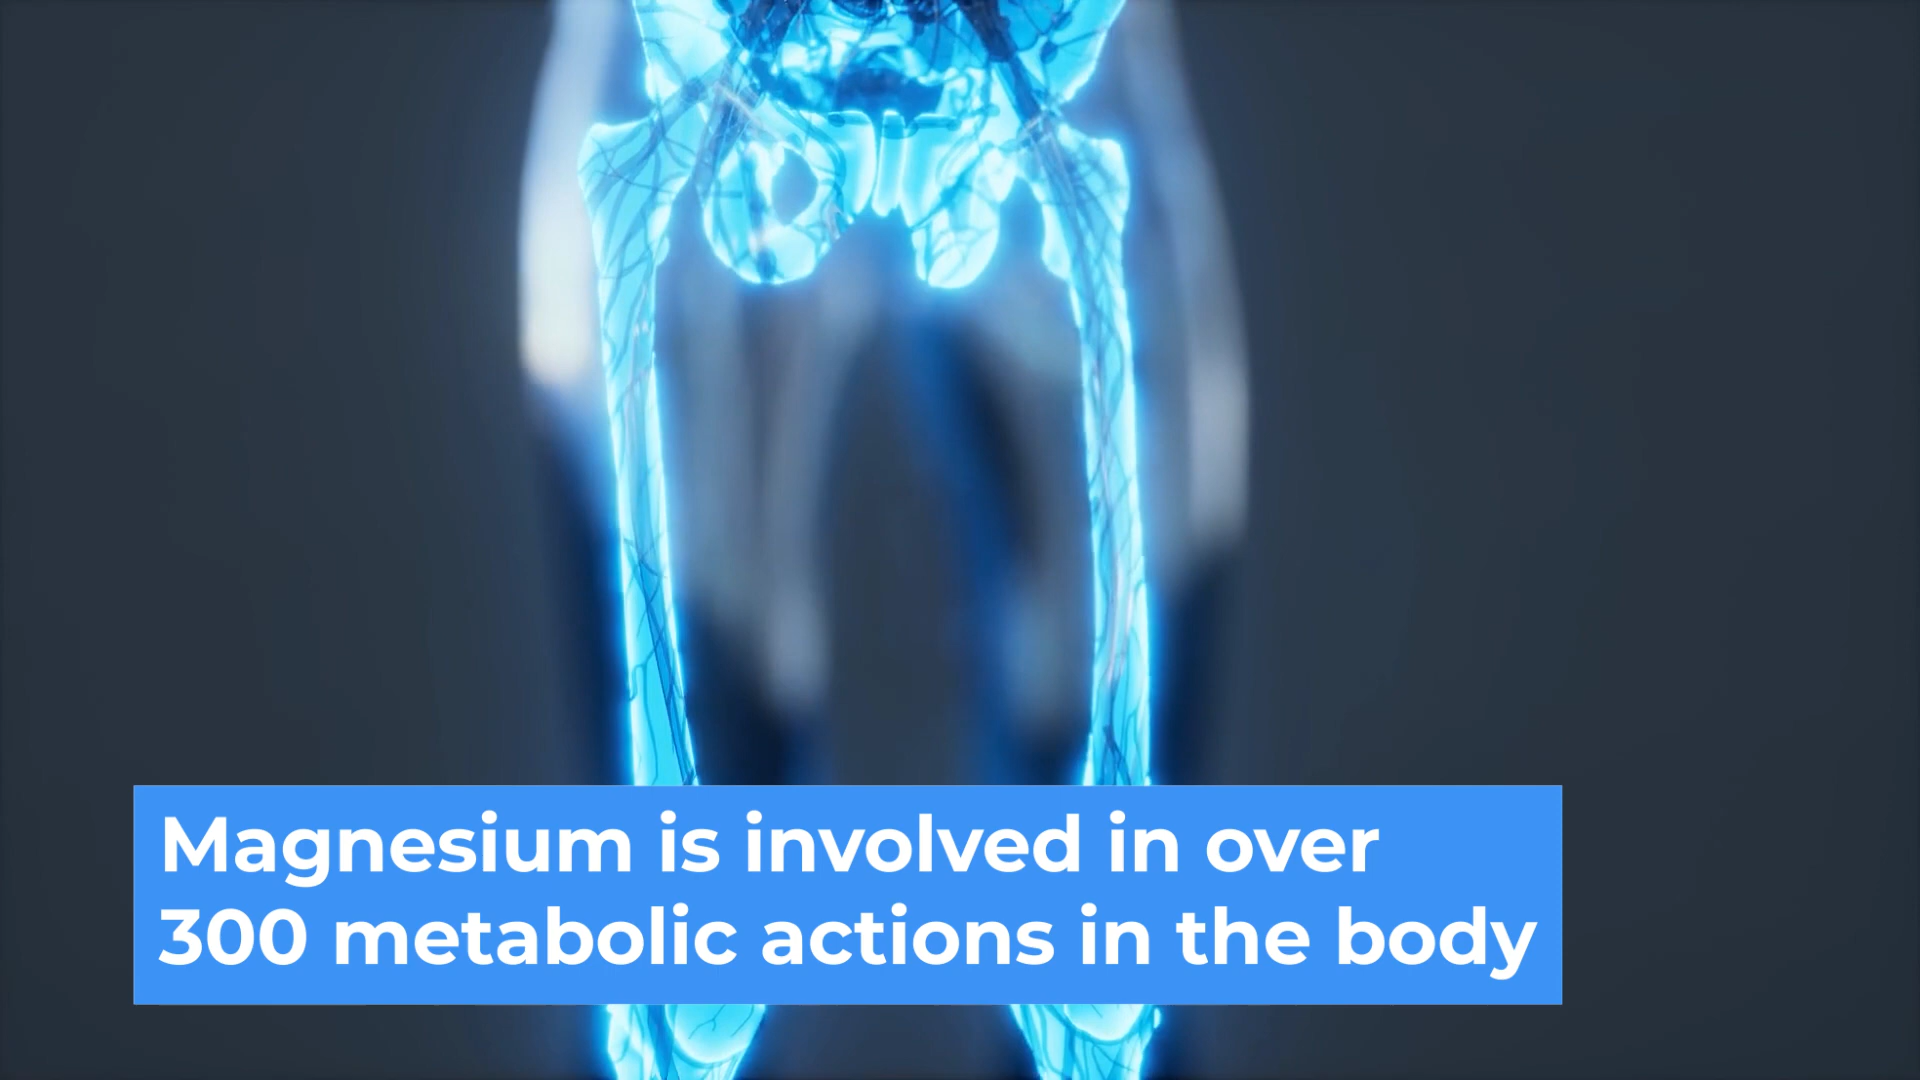 Magnesium is involved in over
300 metabolic actions in the body